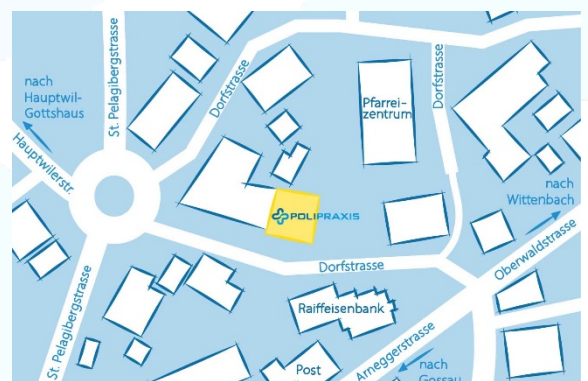 nach
Hauptwil-
Gottshaus
St. Pelagibergstrasse
Dorfstrasse
Pfarrei-
zentrum
Dorfstrasse
Hauptwilerstr.
nach
Wittenbach
POLIPRAXIS
Oberwaldstrasse
Dorfstrasse
St. Pelagibergstrasse
Raiffeisenbank
Arneggerstrasse
Post
nach
Gossau